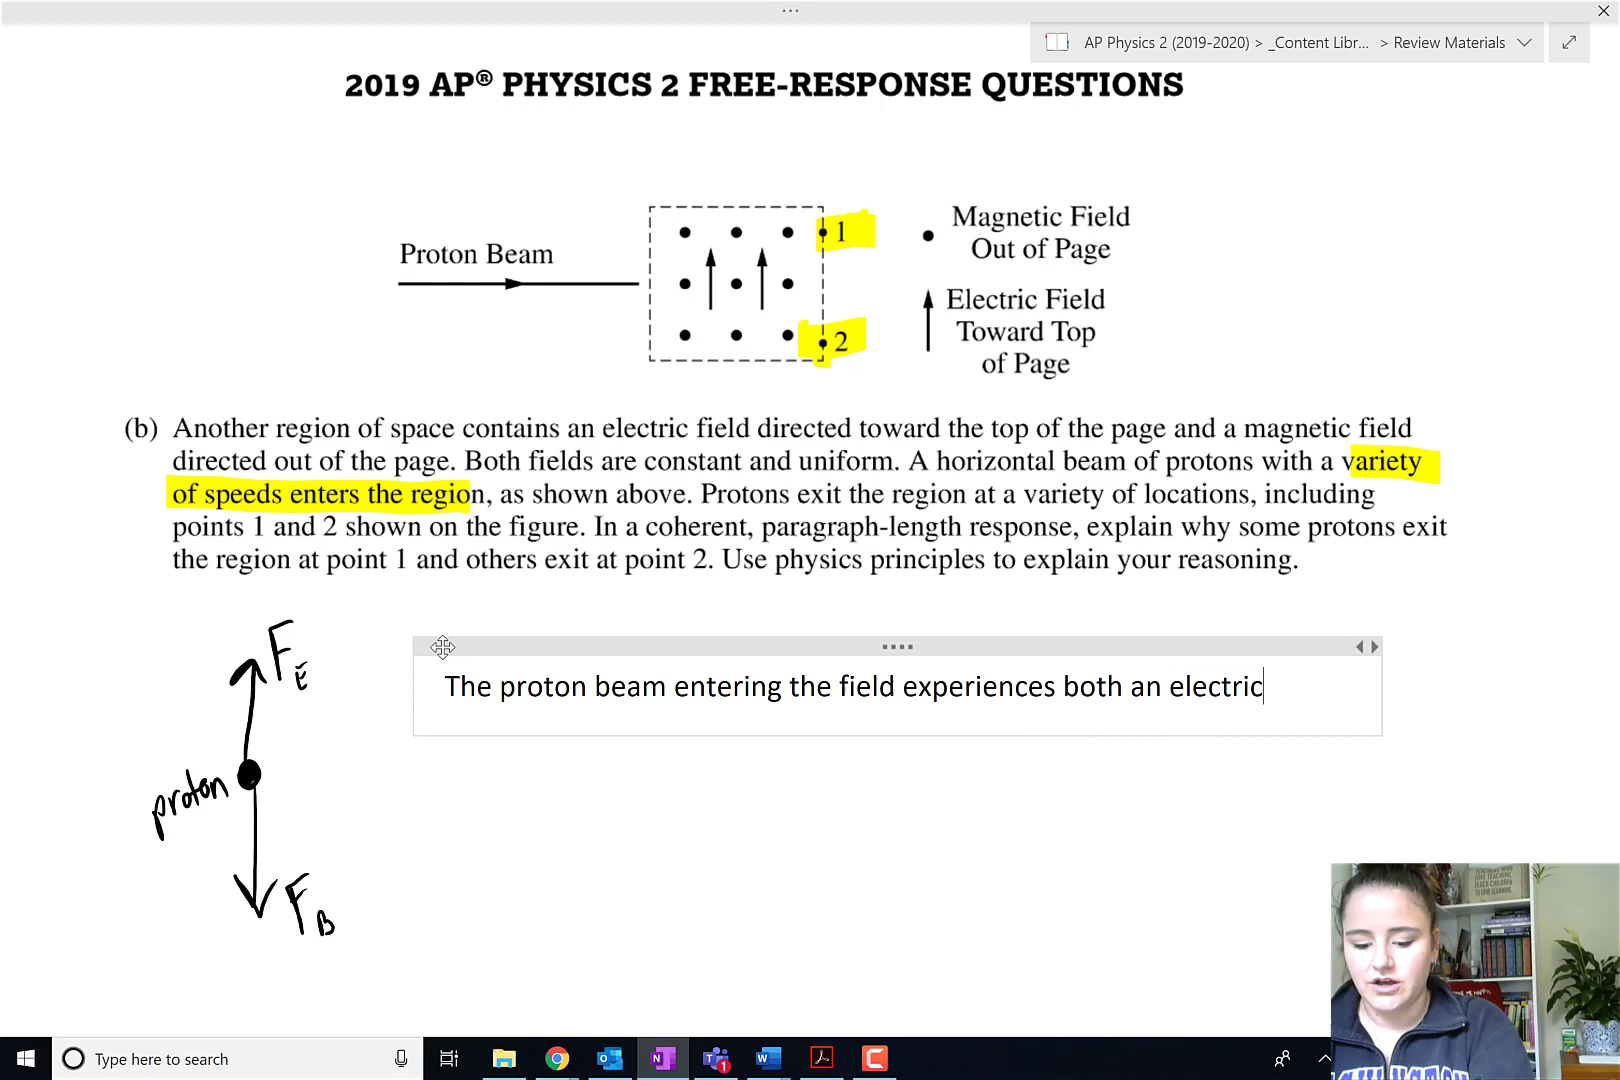 AP Physics 2 (2019-2020) > _Content Libr... > Review Materials
2019 AP® PHYSICS 2 FREE-RESPONSE QUESTIONS
Proton Beam
1
2
Magnetic Field
Out of Page
Electric Field
Toward Top
of Page
(b) Another region of space contains an electric field directed toward the top of the page and a magnetic field
directed out of the page. Both fields are constant and uniform. A horizontal beam of protons with a variety
of speeds enters the region, as shown above. Protons exit the region at a variety of locations, including
points 1 and 2 shown on the figure. In a coherent, paragraph-length response, explain why some protons exit
the region at point 1 and others exit at point 2. Use physics principles to explain your reasoning.
F_E
proton
F_B
The proton beam entering the field experiences both an electric
Type here to search
1